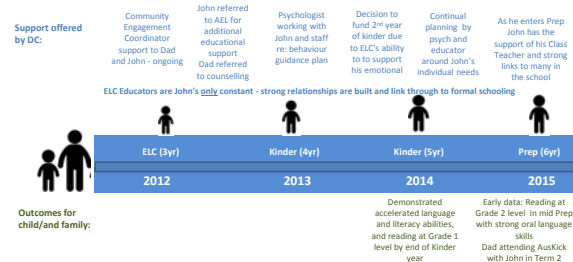 Support offered
by DC:
Community
Engagement
Coordinator
support to Dad
and John - ongoing
John referred
to AEL for
additional
educational
support
Dad referred
to counselling
Psychologist
working with
John and staff
re: behaviour
guidance plan
Decision to
fund 2nd year
of kinder due
to ELC's ability
to to support
his emotional
Continual
planning by
psych and
educator
around John's
individual needs
As he enters Prep
John has the
support of his Class
Teacher and strong
links to many in
the school
ELC Educators are John's only constant - strong relationships are built and link through to formal schooling
ELC (3yr)
Kinder (4yr)
Kinder (5yr)
Prep (6yr)
2012
2013
2014
2015
Outcomes for
child/and family:
Demonstrated
accelerated language
and literacy abilities,
and reading at Grade 1
level by end of Kinder
year
Early data: Reading at
Grade 2 level in mid Prep
with strong oral language
skills
Dad attending AusKick
with John in Term 2